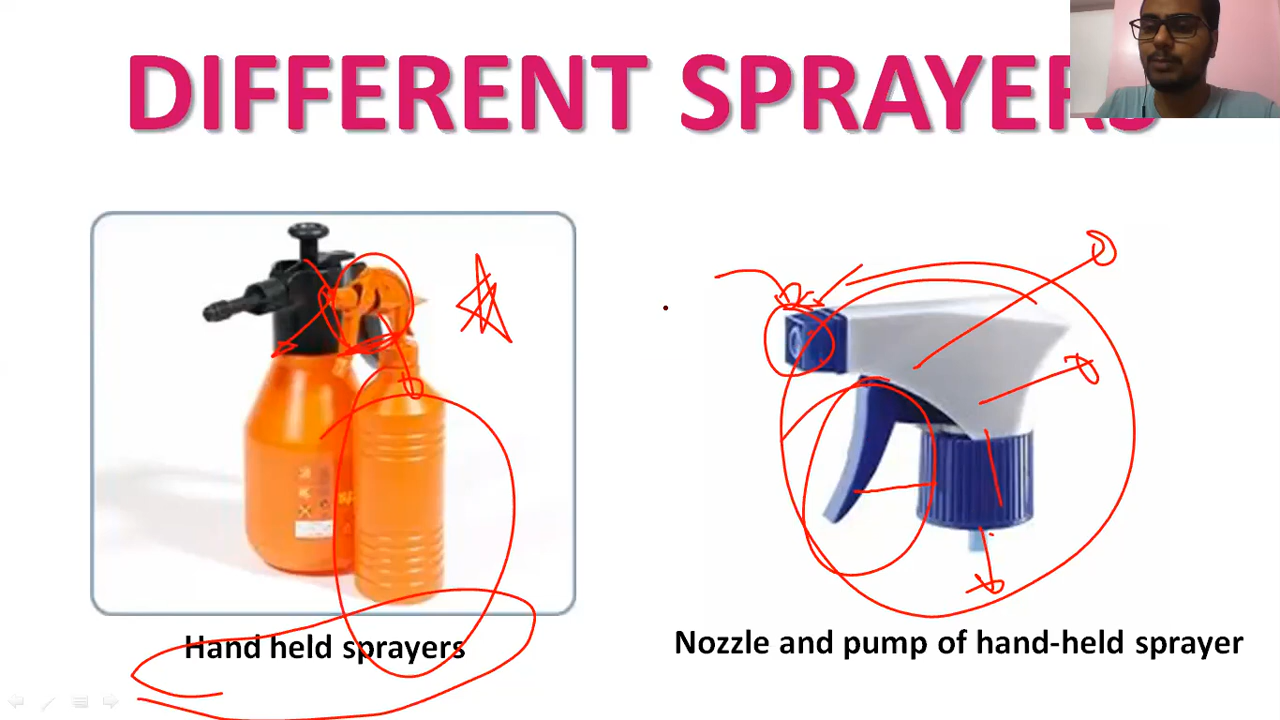 DIFFERENT SPRAYERS
Hand held sprayers
Nozzle and pump of hand-held sprayer